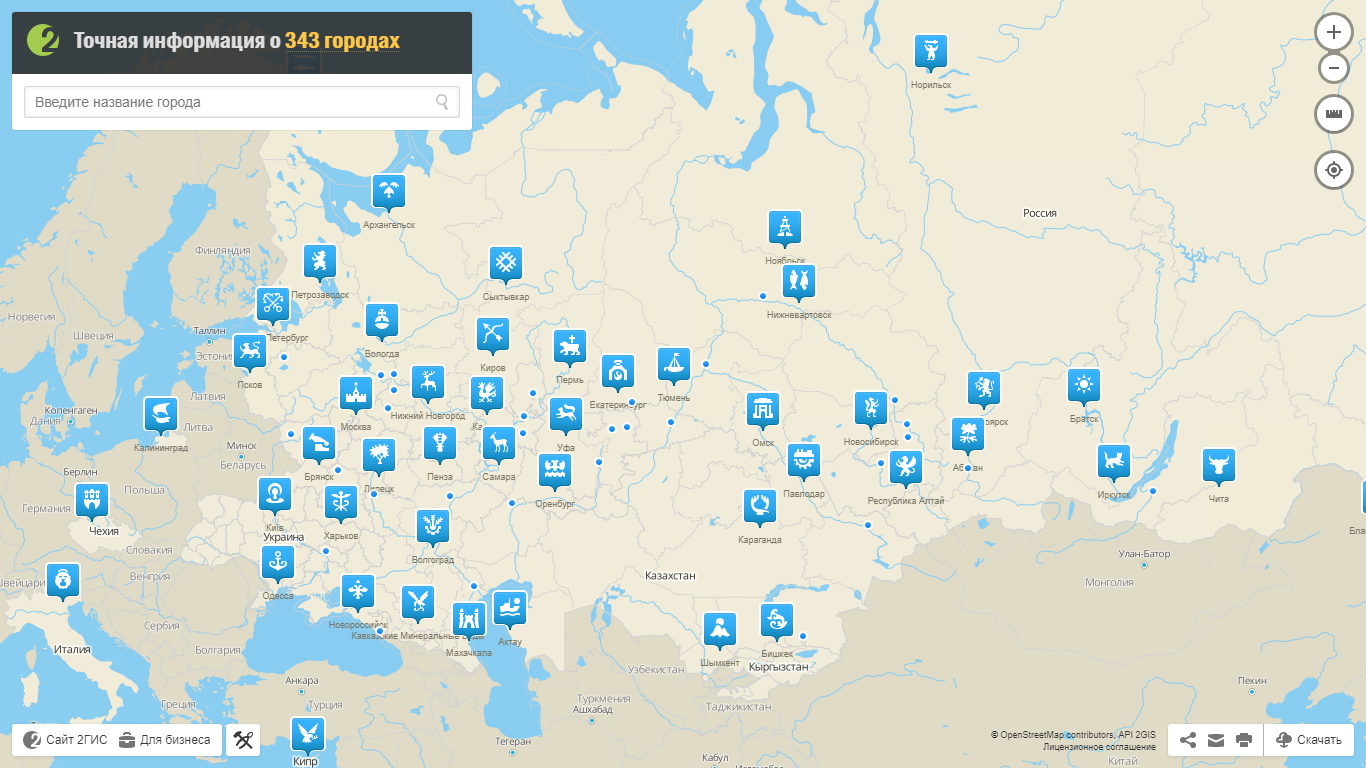 Точная информация о 343 городах
Введите название города
Норильск
Россия
Архангельск
Финляндия
Ноябрьск
Петрозаводск
Сыктывкар
Норвегия
Нижневартовск
Швеция
Таллин
Петербург
Вологда
Эстония
Киров
Псков
Пермь
Латвия
Екатеринбург
Тюмень
Копенгаген
Дания
Нижний Новгород
Москва
Братск
Литва
Калининград
Уфа
Омск
Новосибирск
Минск
Беларусь
Берлин
Брянск
Липецк
Пенза
Самара
Абакан
Польша
Германия
Оренбург
Павлодар
Республика Алтай
Иркутск
Чита
Чехия
Київ
Украина
Харьков
Караганда
Словакия
Волгоград
Улан-Батор
Монголия
Казахстан
Венгрия
Одесса
Новороссийск
Кавказские Минеральные Воды
Сербия
Актау
Болгария
Махачкала
Италия
Шымкент
Бишкек
Кыргызстан
Узбекистан
Анкара
Турция
Греция
Туркмения
Ашхабад
Таджикистан
Пекин
Тегеран
Кипр
Кабул
Китай
Сайт 2ГИС
Для бизнеса
© OpenStreetMap contributors, API 2GIS
Лицензионное соглашение
Скачать